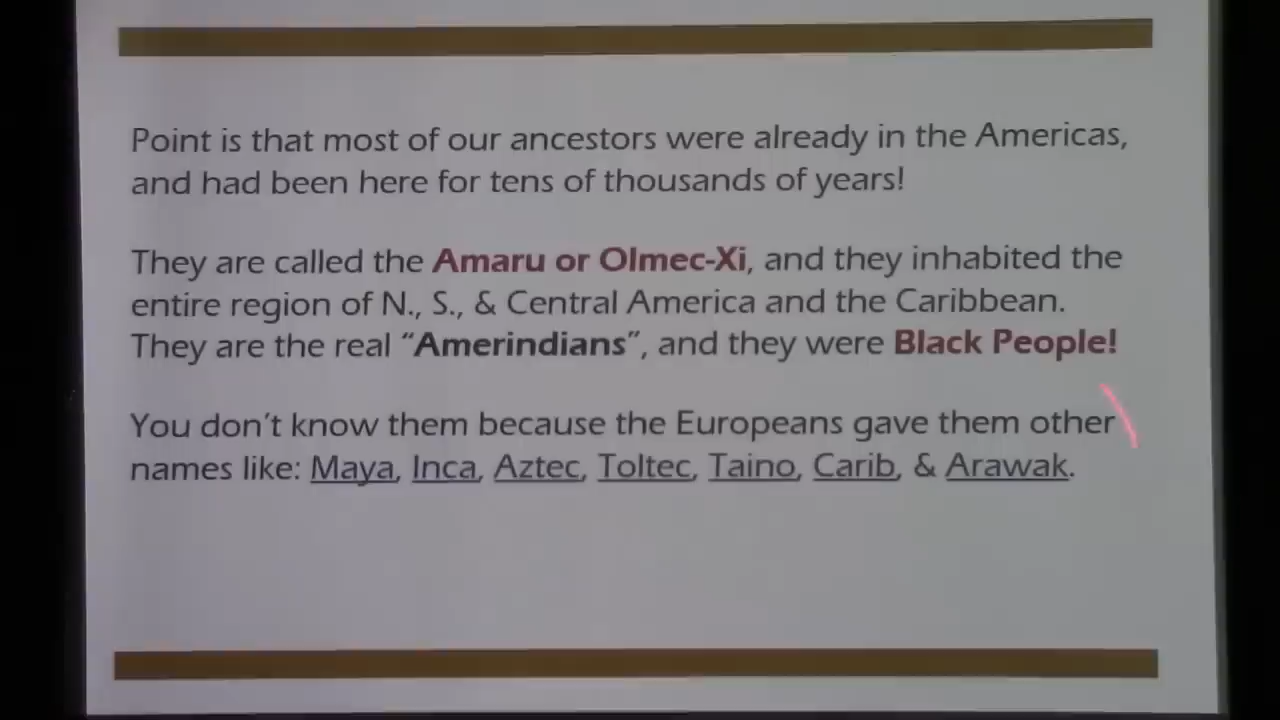 Point is that most of our ancestors were already in the Americas,
and had been here for tens of thousands of years!
They are called the Amaru or Olmec-Xi, and they inhabited the
entire region of N., S., & Central America and the Caribbean.
They are the real “Amerindians”, and they were Black People!
You don’t know them because the Europeans gave them other
names like: Maya, Inca, Aztec, Toltec, Taino, Carib, & Arawak.